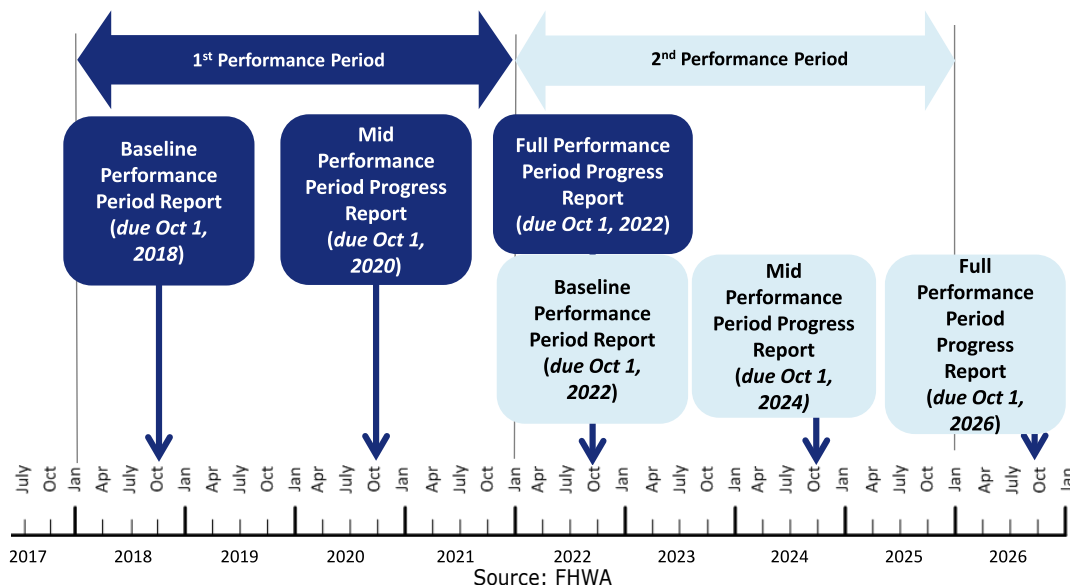 1st Performance Period
2nd Performance Period
Baseline
Performance
Period Report
(due Oct 1,
2018)
Mid
Performance
Period Progress
Report
(due Oct 1,
2020)
Full Performance
Period Progress
Report
(due Oct 1, 2022)
Baseline
Performance
Period Report
(due Oct 1,
2022)
Mid
Performance
Period Progress
Report
(due Oct 1,
2024)
Full
Performance
Period
Progress
Report
(due Oct 1,
2026)
July Oct Jan Apr July Oct Jan Apr July Oct Jan Apr July Oct Jan Apr July Oct Jan Apr July Oct Jan Apr July Oct Jan Apr July Oct Jan Apr July Oct Jan Apr July Oct Jan
2017 2018 2019 2020 2021 2022 2023 2024 2025 2026
Source: FHWA